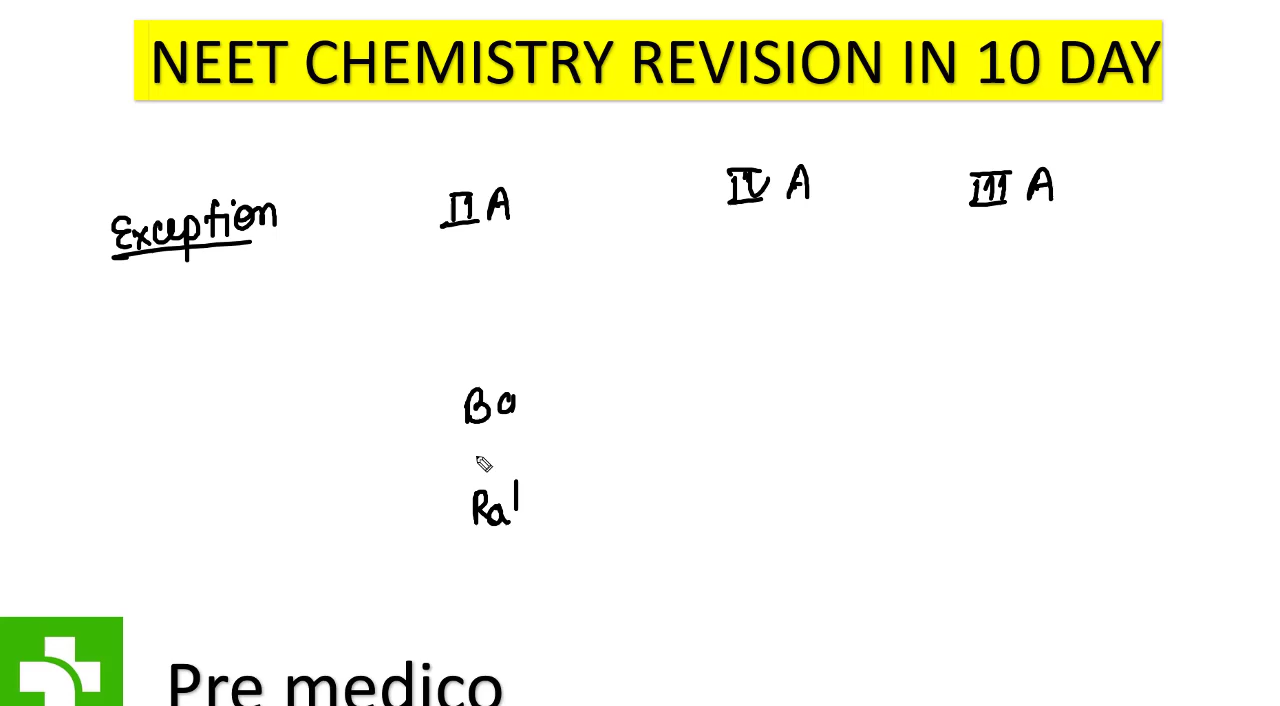 NEET CHEMISTRY REVISION IN 10 DAY
Exception II A IV A III A
Ba
Ra
Pre medico